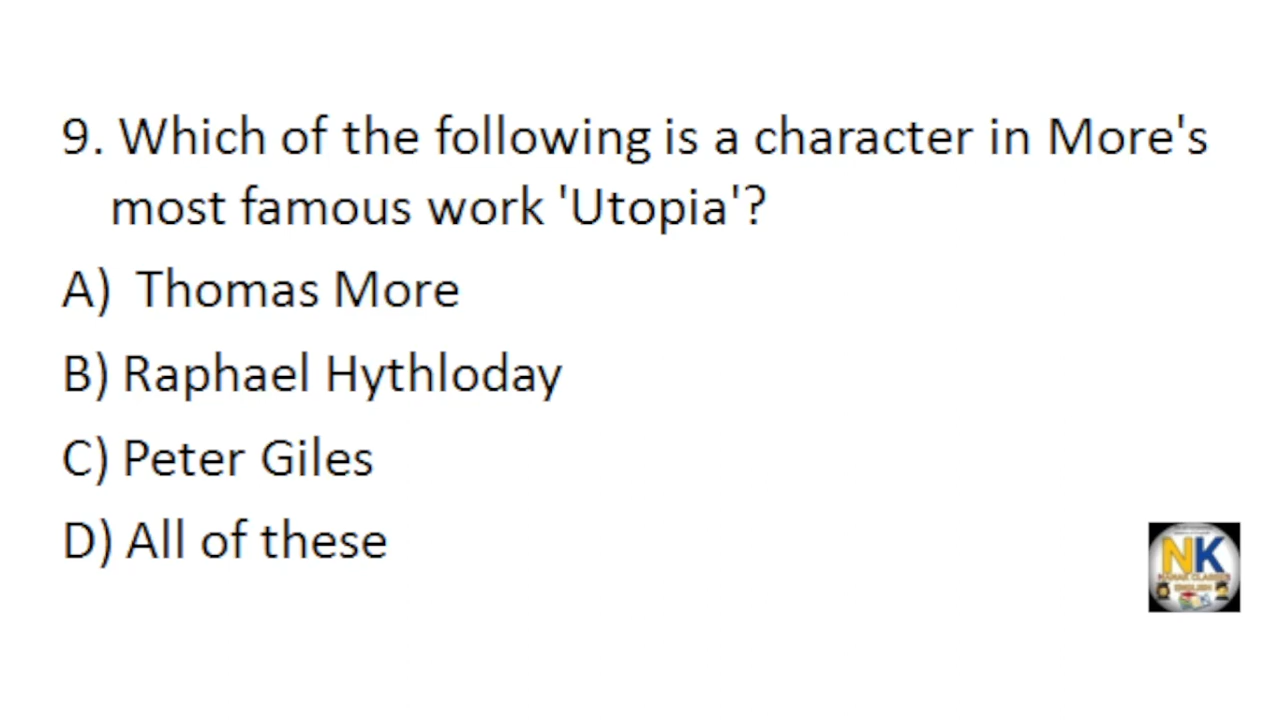 9. Which of the following is a character in More's
most famous work 'Utopia'?
A) Thomas More
B) Raphael Hythloday
C) Peter Giles
D) All of these
NK